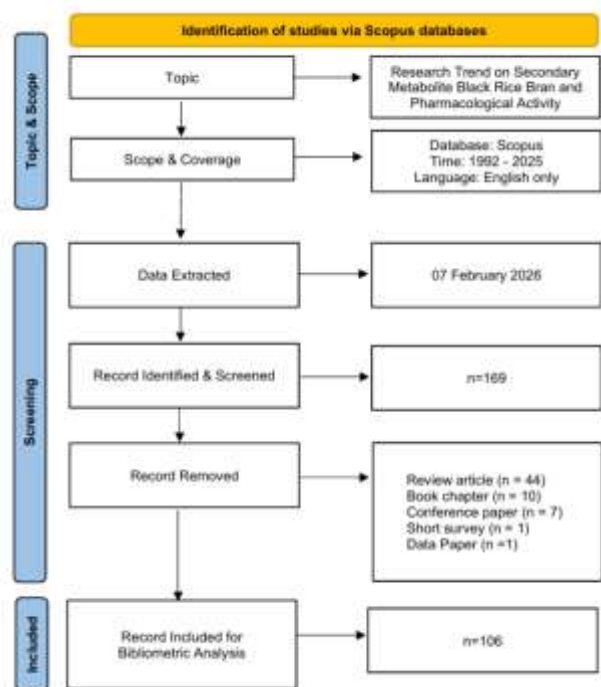 Identification of studies via Scopus databases
Topic & Scope
Topic
Research Trend on Secondary
Metabolite Black Rice Bran and
Pharmacological Activity
Scope & Coverage
Database: Scopus
Time: 1992 - 2025
Language: English only
Screening
Data Extracted
07 February 2026
Record Identified & Screened
n=169
Record Removed
Review article (n = 44)
Book chapter (n = 10)
Conference paper (n = 7)
Short survey (n = 1)
Data Paper (n =1)
Included
Record Included for
Bibliometric Analysis
n=106